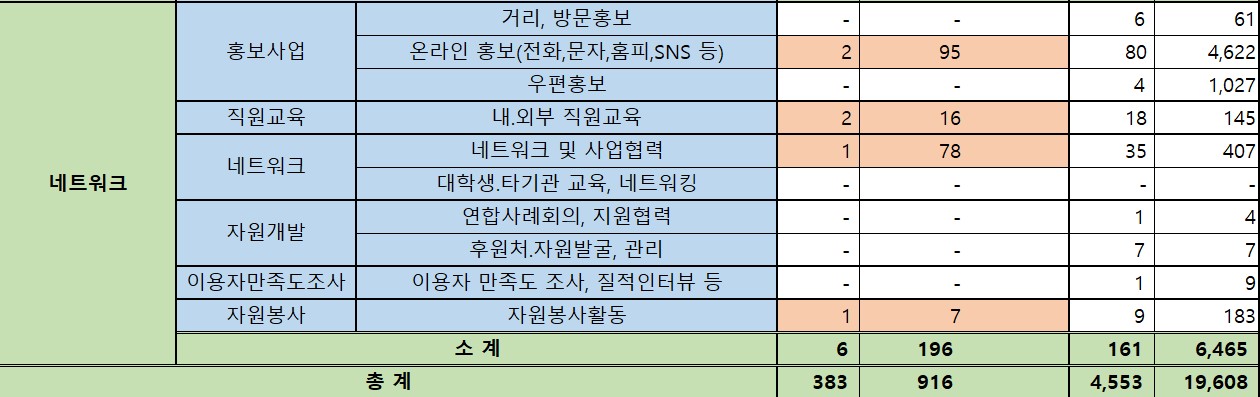 거리, 방문홍보 - - 6 61
홍보사업 온라인 홍보(전화,문자,홈피,SNS 등) 2 95 80 4,622
우편홍보 - - 4 1,027
직원교육 내.외부 직원교육 2 16 18 145
네트워크 네트워크 및 사업협력 1 78 35 407
네트워크 대학생.타기관 교육, 네트워킹 - - - -
자원개발 연합사례회의, 지원협력 - - 1 4
후원처.자원발굴, 관리 - - 7 7
이용자만족도조사 이용자 만족도 조사, 질적인터뷰 등 - - 1 9
자원봉사 자원봉사활동 1 7 9 183
소 계 6 196 161 6,465
총 계 383 916 4,553 19,608